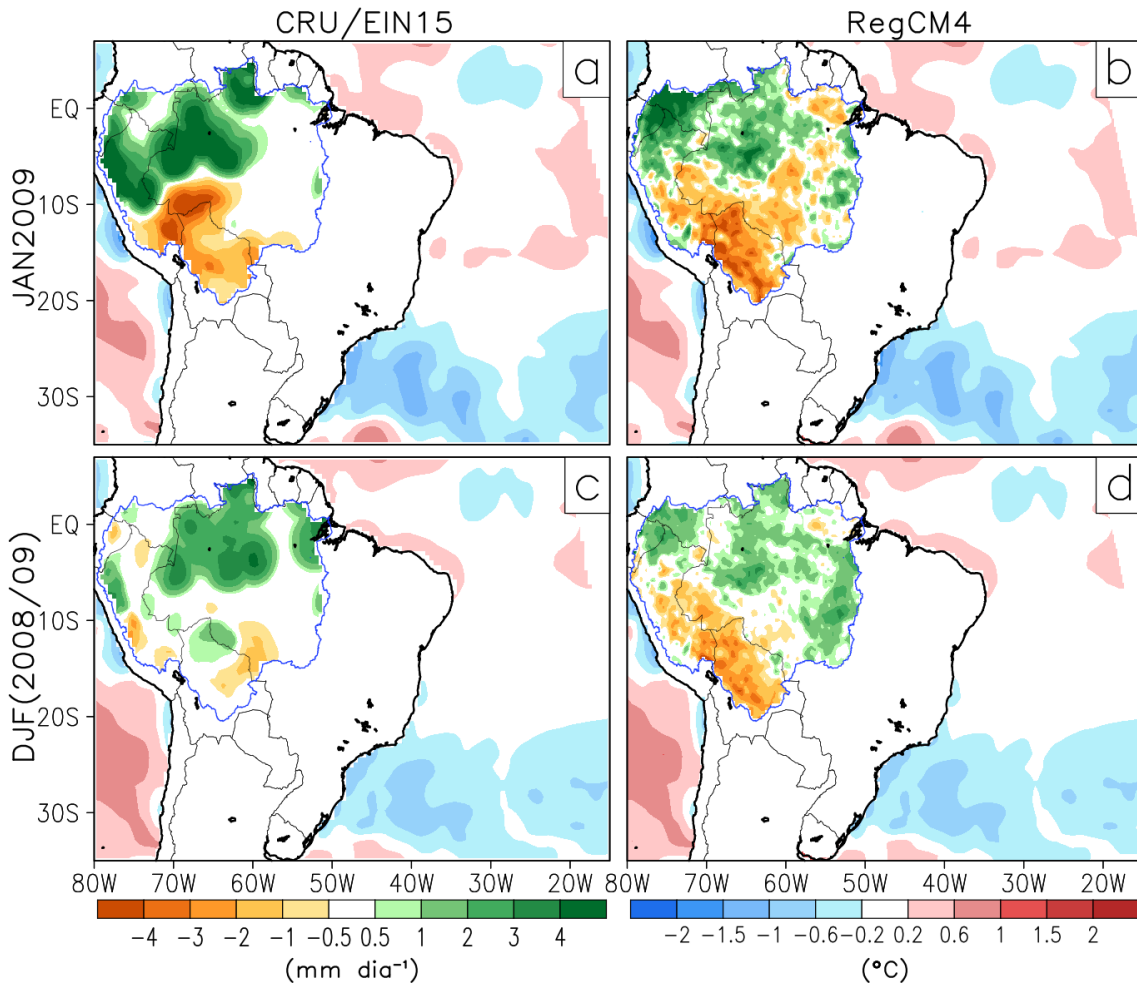 CRU/EIN15 RegCM4
a b
JAN2009
EQ
10S
20S
30S
c d
DJF(2008/09)
EQ
10S
20S
30S
80W 70W 60W 50W 40W 30W 20W 80W 70W 60W 50W 40W 30W 20W
−4 −3 −2 −1 −0.5 0.5 1 2 3 4 −2 −1.5 −1 −0.6 −0.2 0.2 0.6 1 1.5 2
(mm dia⁻¹) (°C)